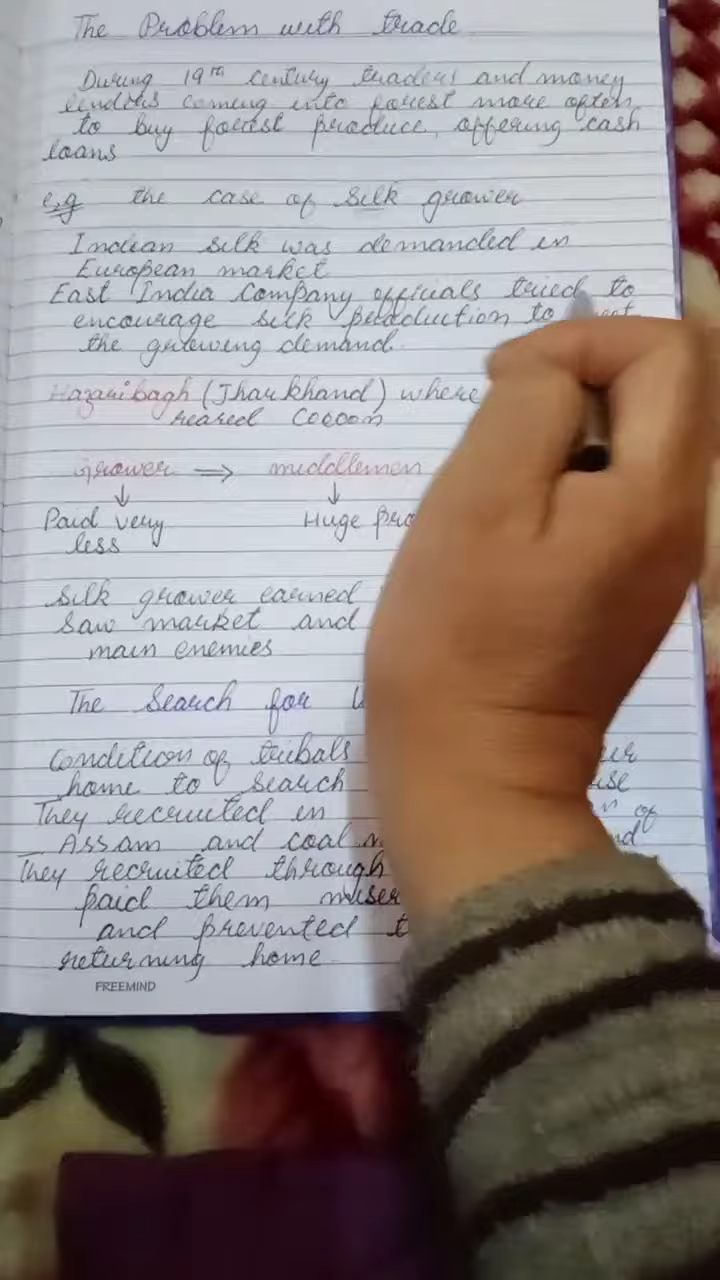 The Problem with trade
During 19th century traders and money
lenders coming into forest more often
to buy forest produce, offering cash
loans
e.g the case of Silk grower
Indian silk was demanded in
European market
East India Company officials tried to
encourage silk production to
the growing demand.
Hazaribagh (Jharkhand) where
reared Cocoon
Grower ⇒ middlemen
↓ ↓
Paid very Huge
less
Silk grower earned
Saw market and
main enemies
The Search for
Condition of tribals
home to search
They recruited in of
Assam and coal
They recruited through
paid them
and prevented
returning home
FREEMIND